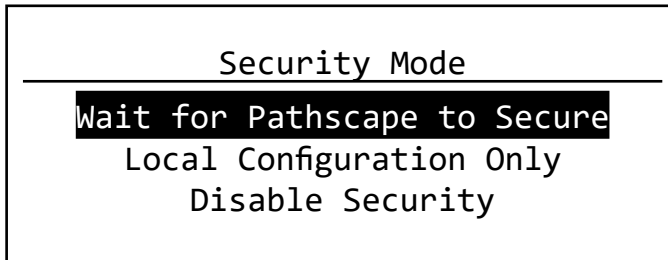 Security Mode
Wait for Pathscape to Secure
Local Configuration Only
Disable Security